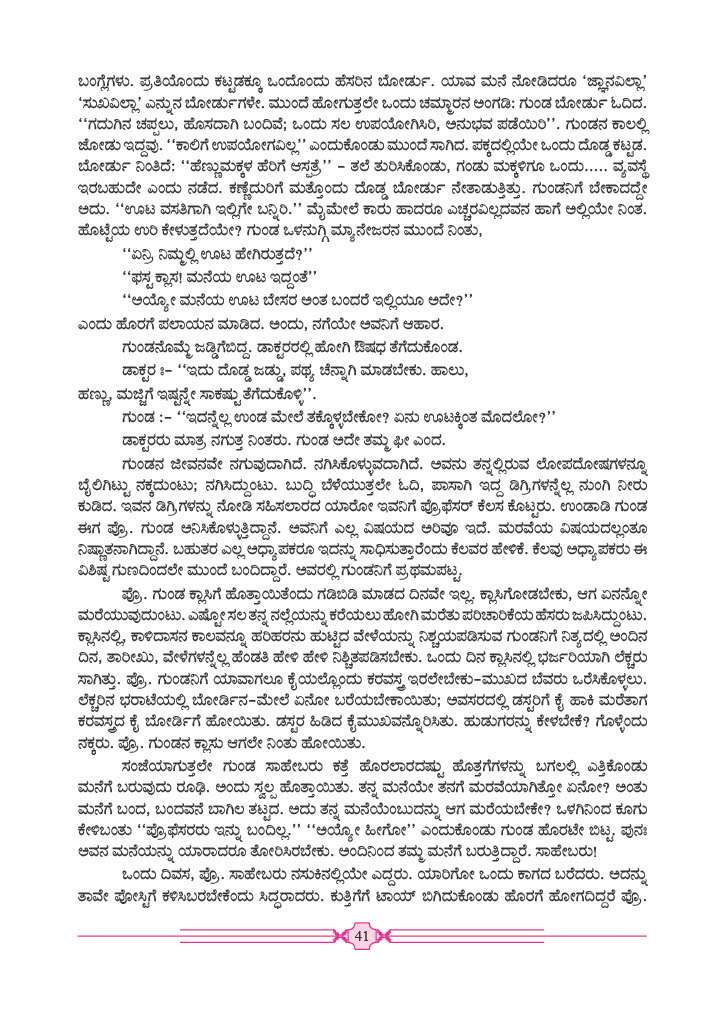 ಬಂಗ್ಲೆಗಳು. ಪ್ರತಿಯೊಂದು ಕಟ್ಟಡಕ್ಕೂ ಒಂದೊಂದು ಹೆಸರಿನ ಬೋರ್ಡು. ಯಾವ ಮನೆ ನೋಡಿದರೂ ‘ಜ್ಞಾನವಿಲ್ಲಾ’
‘ಸುಖವಿಲ್ಲಾ’ ಎನ್ನುನ ಬೋರ್ಡುಗಳೇ. ಮುಂದೆ ಹೋಗುತ್ತಲೇ ಒಂದು ಚಮ್ಮಾರನ ಅಂಗಡಿ: ಗುಂಡ ಬೋರ್ಡು ಓದಿದ.
‘‘ಗದುಗಿನ ಚಪ್ಪಲು, ಹೊಸದಾಗಿ ಬಂದಿವೆ; ಒಂದು ಸಲ ಉಪಯೋಗಿಸಿರಿ, ಅನುಭವ ಪಡೆಯಿರಿ’’. ಗುಂಡನ ಕಾಲಲ್ಲಿ
ಜೋಡು ಇದ್ದವು. ‘‘ಕಾಲಿಗೆ ಉಪಯೋಗವಿಲ್ಲ’’ ಎಂದುಕೊಂಡು ಮುಂದೆ ಸಾಗಿದ. ಪಕ್ಕದಲ್ಲಿಯೇ ಒಂದು ದೊಡ್ಡ ಕಟ್ಟಡ.
ಬೋರ್ಡು ನಿಂತಿದೆ: ‘‘ಹೆಣ್ಣುಮಕ್ಕಳ ಹೆರಿಗೆ ಆಸ್ಪತ್ರೆ’’ – ತಲೆ ತುರಿಸಿಕೊಂಡು, ಗಂಡು ಮಕ್ಕಳಿಗೂ ಒಂದು..... ವ್ಯವಸ್ಥೆ
ಇರಬಹುದೇ ಎಂದು ನಡೆದ. ಕಣ್ಣೆದುರಿಗೆ ಮತ್ತೊಂದು ದೊಡ್ಡ ಬೋರ್ಡು ನೇತಾಡುತ್ತಿತ್ತು. ಗುಂಡನಿಗೆ ಬೇಕಾದದ್ದೇ
ಅದು. ‘‘ಊಟ ವಸತಿಗಾಗಿ ಇಲ್ಲಿಗೇ ಬನ್ನಿರಿ.’’ ಮೈಮೇಲೆ ಕಾರು ಹಾದರೂ ಎಚ್ಚರವಿಲ್ಲದವನ ಹಾಗೆ ಅಲ್ಲಿಯೇ ನಿಂತ.
ಹೊಟ್ಟೆಯ ಉರಿ ಕೇಳುತ್ತದೆಯೇ? ಗುಂಡ ಒಳನುಗ್ಗಿ ಮ್ಯಾನೇಜರನ ಮುಂದೆ ನಿಂತು,
‘‘ಏನ್ರಿ ನಿಮ್ಮಲ್ಲಿ ಊಟ ಹೇಗಿರುತ್ತದೆ?’’
‘‘ಫಸ್ಟ ಕ್ಲಾಸ! ಮನೆಯ ಊಟ ಇದ್ದಂತೆ’’
‘‘ಅಯ್ಯೋ ಮನೆಯ ಊಟ ಬೇಸರ ಅಂತ ಬಂದರೆ ಇಲ್ಲಿಯೂ ಅದೇ?’’
ಎಂದು ಹೊರಗೆ ಪಲಾಯನ ಮಾಡಿದ. ಅಂದು, ನಗೆಯೇ ಅವನಿಗೆ ಆಹಾರ.
ಗುಂಡನೊಮ್ಮೆ ಜಡ್ಡಿಗೆಬಿದ್ದ. ಡಾಕ್ಟರರಲ್ಲಿ ಹೋಗಿ ಔಷಧ ತೆಗೆದುಕೊಂಡ.
ಡಾಕ್ಟರ ಃ– ‘‘ಇದು ದೊಡ್ಡ ಜಡ್ಡು, ಪಥ್ಯ ಚೆನ್ನಾಗಿ ಮಾಡಬೇಕು. ಹಾಲು,
ಹಣ್ಣು, ಮಜ್ಜಿಗೆ ಇಷ್ಟನ್ನೇ ಸಾಕಷ್ಟು ತೆಗೆದುಕೊಳ್ಳಿ’’.
ಗುಂಡ :– ‘‘ಇದನ್ನೆಲ್ಲ ಉಂಡ ಮೇಲೆ ತಕ್ಕೊಳ್ಳಬೇಕೋ? ಏನು ಊಟಕ್ಕಿಂತ ಮೊದಲೋ?’’
ಡಾಕ್ಟರರು ಮಾತ್ರ ನಗುತ್ತ ನಿಂತರು. ಗುಂಡ ಅದೇ ತಮ್ಮ ಫೀ ಎಂದ.
ಗುಂಡನ ಜೀವನವೇ ನಗುವುದಾಗಿದೆ. ನಗಿಸಿಕೊಳ್ಳುವದಾಗಿದೆ. ಅವನು ತನ್ನಲ್ಲಿರುವ ಲೋಪದೋಷಗಳನ್ನೂ
ಬೈಲಿಗಿಟ್ಟು ನಕ್ಕದುಂಟು; ನಗಿಸಿದ್ದುಂಟು. ಬುದ್ಧಿ ಬೆಳೆಯುತ್ತಲೇ ಓದಿ, ಪಾಸಾಗಿ ಇದ್ದ ಡಿಗ್ರಿಗಳನ್ನೆಲ್ಲ ನುಂಗಿ ನೀರು
ಕುಡಿದ. ಇವನ ಡಿಗ್ರಿಗಳನ್ನು ನೋಡಿ ಸಹಿಸಲಾರದ ಯಾರೋ ಇವನಿಗೆ ಪ್ರೊಫೆಸರ್ ಕೆಲಸ ಕೊಟ್ಟರು. ಉಂಡಾಡಿ ಗುಂಡ
ಈಗ ಪ್ರೊ. ಗುಂಡ ಅನಿಸಿಕೊಳ್ಳುತ್ತಿದ್ದಾನೆ. ಅವನಿಗೆ ಎಲ್ಲ ವಿಷಯದ ಅರಿವೂ ಇದೆ. ಮರವೆಯ ವಿಷಯದಲ್ಲಂತೂ
ನಿಷ್ಣಾತನಾಗಿದ್ದಾನೆ. ಬಹುತರ ಎಲ್ಲ ಅಧ್ಯಾಪಕರೂ ಇದನ್ನು ಸಾಧಿಸುತ್ತಾರೆಂದು ಕೆಲವರ ಹೇಳಿಕೆ. ಕೆಲವು ಅಧ್ಯಾಪಕರು ಈ
ವಿಶಿಷ್ಟ ಗುಣದಿಂದಲೇ ಮುಂದೆ ಬಂದಿದ್ದಾರೆ. ಅವರಲ್ಲಿ ಗುಂಡನಿಗೆ ಪ್ರಥಮಪಟ್ಟ.
ಪ್ರೊ. ಗುಂಡ ಕ್ಲಾಸಿಗೆ ಹೊತ್ತಾಯಿತೆಂದು ಗಡಿಬಿಡಿ ಮಾಡದ ದಿನವೇ ಇಲ್ಲ. ಕ್ಲಾಸಿಗೋಡಬೇಕು, ಆಗ ಏನನ್ನೋ
ಮರೆಯುವುದುಂಟು. ಎಷ್ಟೋ ಸಲ ತನ್ನ ನಲ್ಲೆಯನ್ನು ಕರೆಯಲು ಹೋಗಿ ಮರೆತು ಪರಿಚಾರಿಕೆಯ ಹೆಸರು ಜಪಿಸಿದ್ದುಂಟು.
ಕ್ಲಾಸಿನಲ್ಲಿ, ಕಾಳಿದಾಸನ ಕಾಲವನ್ನೂ ಹರಿಹರನು ಹುಟ್ಟಿದ ವೇಳೆಯನ್ನು ನಿಶ್ಚಯಪಡಿಸುವ ಗುಂಡನಿಗೆ ನಿತ್ಯದಲ್ಲಿ ಅಂದಿನ
ದಿನ, ತಾರೀಖು, ವೇಳೆಗಳನ್ನೆಲ್ಲ ಹೆಂಡತಿ ಹೇಳಿ ಹೇಳಿ ನಿಶ್ಚಿತಪಡಿಸಬೇಕು. ಒಂದು ದಿನ ಕ್ಲಾಸಿನಲ್ಲಿ ಭರ್ಜರಿಯಾಗಿ ಲೆಕ್ಚರು
ಸಾಗಿತ್ತು. ಪ್ರೊ. ಗುಂಡನಿಗೆ ಯಾವಾಗಲೂ ಕೈಯಲ್ಲೊಂದು ಕರವಸ್ತ್ರ ಇರಲೇಬೇಕು–ಮುಖದ ಬೆವರು ಒರೆಸಿಕೊಳ್ಳಲು.
ಲೆಕ್ಚರಿನ ಭರಾಟೆಯಲ್ಲಿ ಬೋರ್ಡಿನ–ಮೇಲೆ ಏನೋ ಬರೆಯಬೇಕಾಯಿತು; ಅವಸರದಲ್ಲಿ ಡಸ್ಟರಿಗೆ ಕೈ ಹಾಕಿ ಮರೆತಾಗ
ಕರವಸ್ತ್ರದ ಕೈ ಬೋರ್ಡಿಗೆ ಹೋಯಿತು. ಡಸ್ಟರ ಹಿಡಿದ ಕೈಮುಖವನ್ನೊರಿಸಿತು. ಹುಡುಗರನ್ನು ಕೇಳಬೇಕೆ? ಗೊಳ್ಳೆಂದು
ನಕ್ಕರು. ಪ್ರೊ. ಗುಂಡನ ಕ್ಲಾಸು ಆಗಲೇ ನಿಂತು ಹೋಯಿತು.
ಸಂಜೆಯಾಗುತ್ತಲೇ ಗುಂಡ ಸಾಹೇಬರು ಕತ್ತೆ ಹೊರಲಾರದಷ್ಟು ಹೊತ್ತಗೆಗಳನ್ನು ಬಗಲಲ್ಲಿ ಎತ್ತಿಕೊಂಡು
ಮನೆಗೆ ಬರುವುದು ರೂಢಿ. ಅಂದು ಸ್ವಲ್ಪ ಹೊತ್ತಾಯಿತು. ತನ್ನ ಮನೆಯೇ ತನಗೆ ಮರವೆಯಾಗಿತ್ತೋ ಏನೋ? ಅಂತು
ಮನೆಗೆ ಬಂದ, ಬಂದವನೆ ಬಾಗಿಲ ತಟ್ಟಿದ. ಅದು ತನ್ನ ಮನೆಯೆಂಬುದನ್ನು ಆಗ ಮರೆಯಬೇಕೇ? ಒಳಗಿನಿಂದ ಕೂಗು
ಕೇಳಿಬಂತು ‘‘ಪ್ರೊಫೆಸರರು ಇನ್ನು ಬಂದಿಲ್ಲ.’’ ‘‘ಅಯ್ಯೋ ಹೀಗೋ’’ ಎಂದುಕೊಂಡು ಗುಂಡ ಹೊರಟೇ ಬಿಟ್ಟ. ಪುನಃ
ಅವನ ಮನೆಯನ್ನು ಯಾರಾದರೂ ತೋರಿಸಿರಬೇಕು. ಅಂದಿನಿಂದ ತಮ್ಮ ಮನೆಗೆ ಬರುತ್ತಿದ್ದಾರೆ. ಸಾಹೇಬರು!
ಒಂದು ದಿವಸ, ಪ್ರೊ. ಸಾಹೇಬರು ನಸುಕಿನಲ್ಲಿಯೇ ಎದ್ದರು. ಯಾರಿಗೋ ಒಂದು ಕಾಗದ ಬರೆದರು. ಅದನ್ನು
ತಾವೇ ಪೋಸ್ಟಿಗೆ ಕಳಿಸಿಬರಬೇಕೆಂದು ಸಿದ್ಧರಾದರು. ಕುತ್ತಿಗೆಗೆ ಟಾಯ್ ಬಿಗಿದುಕೊಂಡು ಹೊರಗೆ ಹೋಗದಿದ್ದರೆ ಪ್ರೊ.
41